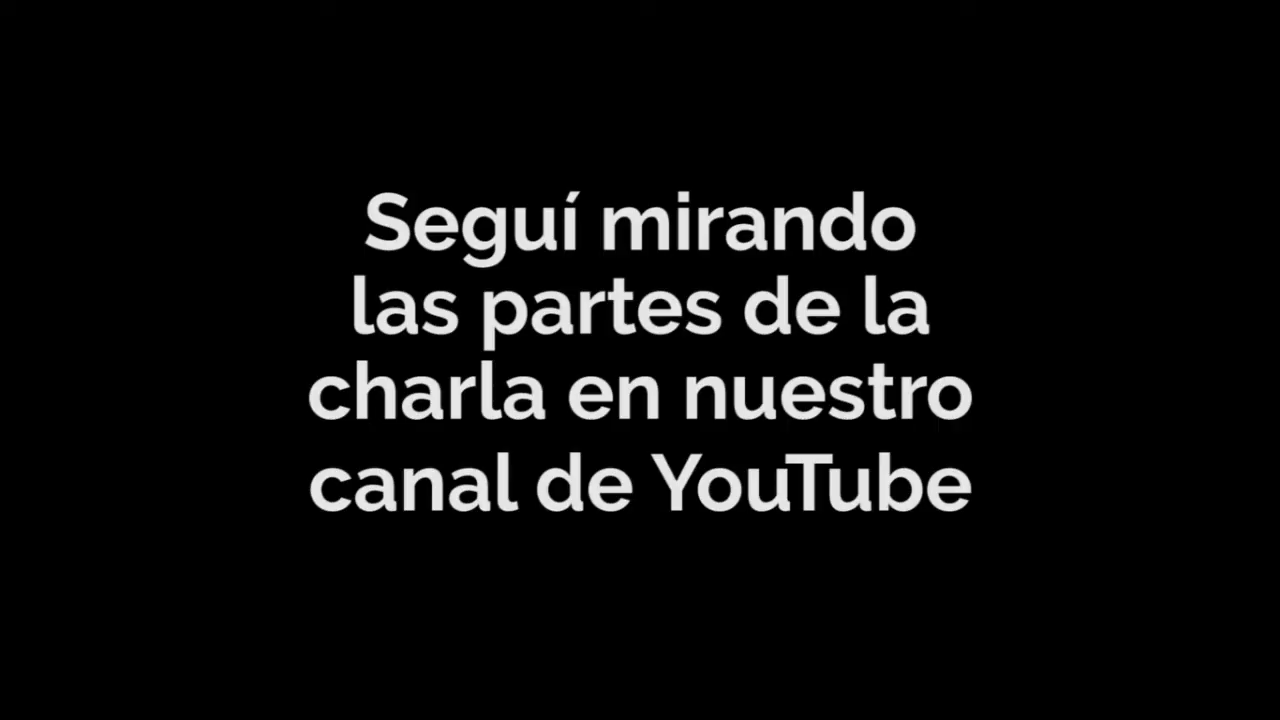 Seguí mirando
las partes de la
charla en nuestro
canal de YouTube